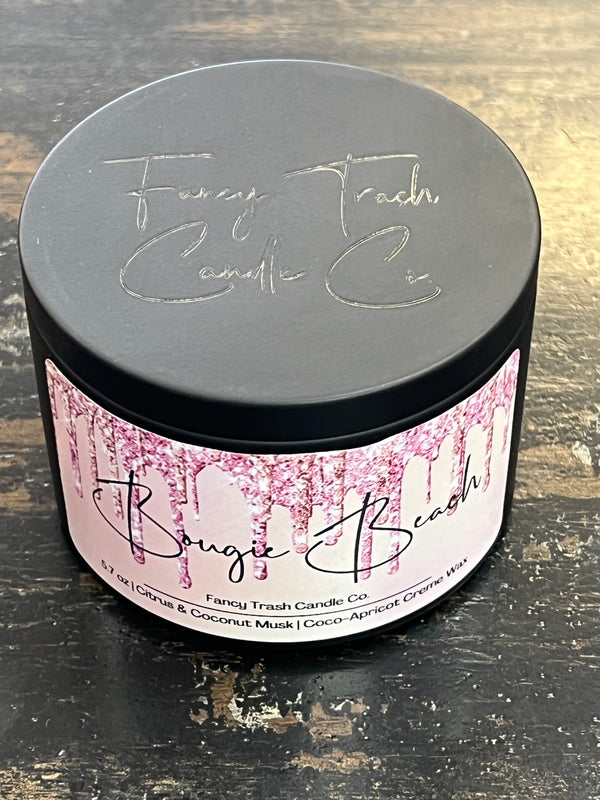 Fancy Trash
Candle Co.
Bougie Beach
Fancy Trash Candle Co.
5.7 oz | Citrus & Coconut Musk | Coco-Apricot Creme Wax